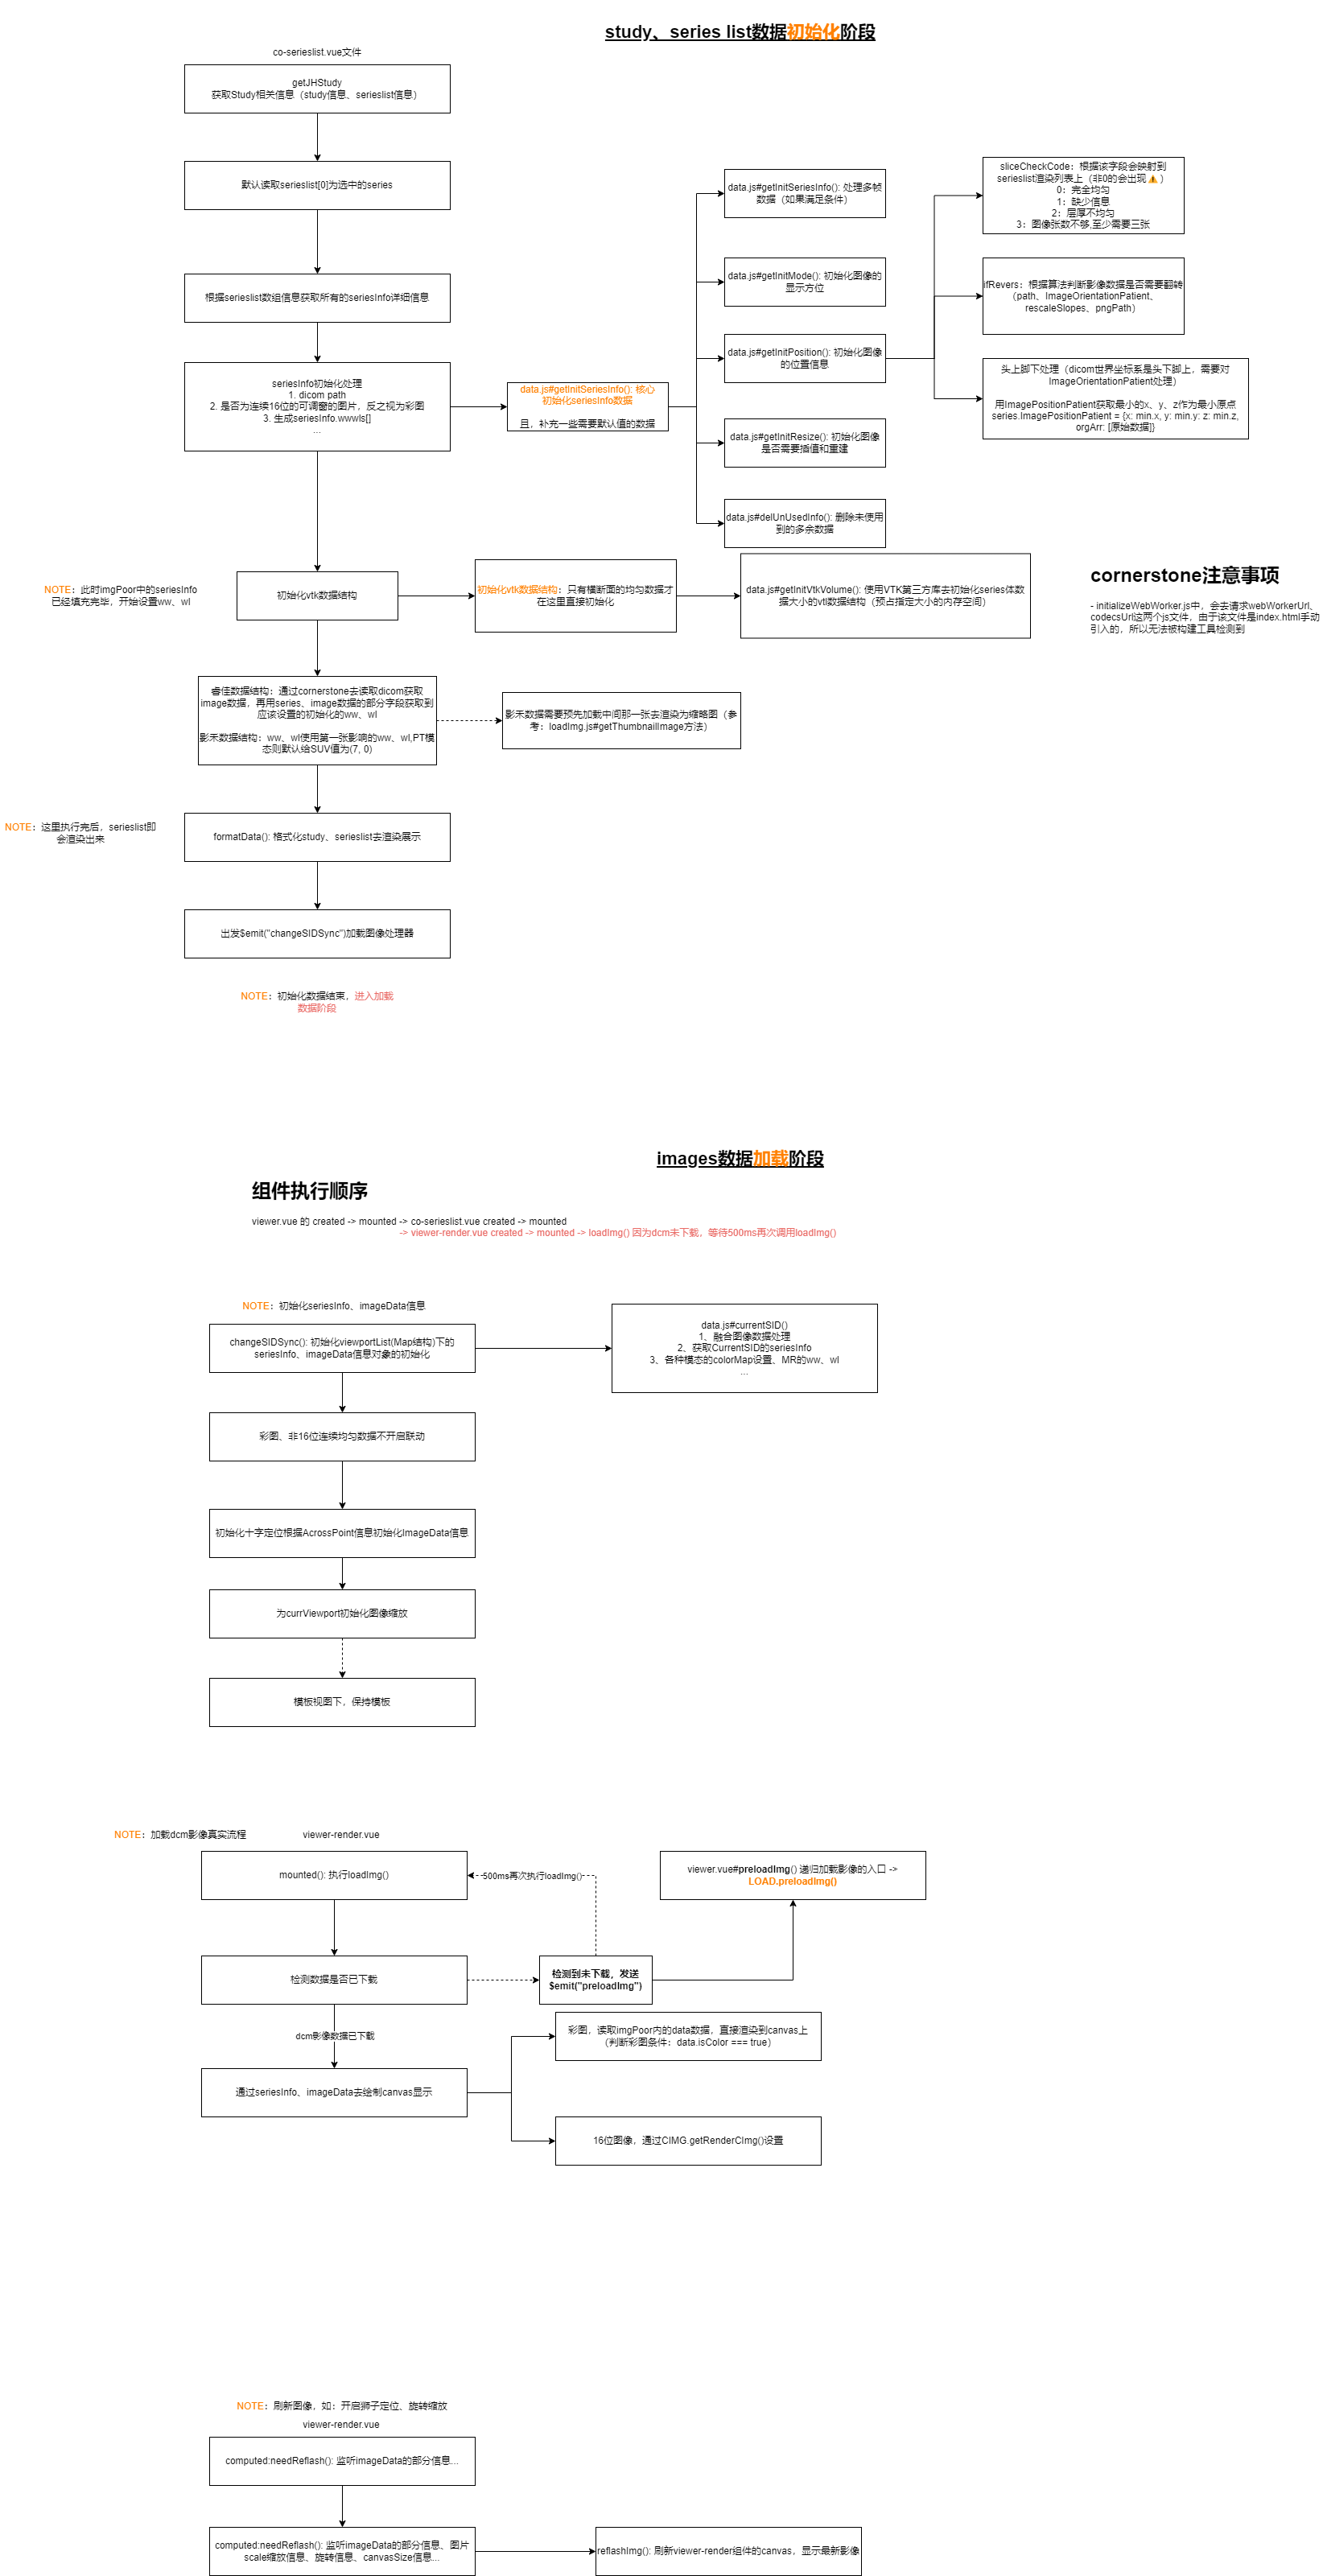 study、series list数据初始化阶段
co-serieslist.vue文件
getJHStudy
获取Study相关信息（study信息、serieslist信息）
默认读取serieslist[0]为选中的series
根据serieslist数组信息获取所有的seriesInfo详细信息
seriesInfo初始化处理
1. dicom path
2. 是否为连续16位的可调窗的图片，反之视为彩图
3. 生成seriesInfo.wwwls[]
...
data.js#getInitSeriesInfo(): 核心
初始化seriesInfo数据
且，补充一些需要默认值的数据
data.js#getInitSeriesInfo(): 处理多帧
数据（如果满足条件）
data.js#getInitMode(): 初始化图像的
显示方位
data.js#getInitPosition(): 初始化图像
的位置信息
data.js#getInitResize(): 初始化图像
是否需要插值和重建
data.js#delUnUsedInfo(): 删除未使用
到的多余数据
sliceCheckCode：根据该字段会映射到
serieslist渲染列表上（非0的会出现⚠️）
0：完全均匀
1：缺少信息
2：层厚不均匀
3：图像张数不够,至少需要三张
ifRevers：根据算法判断影像数据是否需要翻转
（path、ImageOrientationPatient、
rescaleSlopes、pngPath）
头上脚下处理（dicom世界坐标系是头下脚上，需要对
ImageOrientationPatient处理）
用ImagePositionPatient获取最小的x、y、z作为最小原点
series.ImagePositionPatient = {x: min.x, y: min.y: z: min.z,
orgArr: [原始数据]}
NOTE：此时imgPoor中的seriesInfo
已经填充完毕，开始设置ww、wl
初始化vtk数据结构
初始化vtk数据结构：只有横断面的均匀数据才
在这里直接初始化
data.js#getInitVtkVolume(): 使用VTK第三方库去初始化series体数
据大小的vtl数据结构（预占指定大小的内存空间）
cornerstone注意事项
- initializeWebWorker.js中，会去请求webWorkerUrl、
codecsUrl这两个js文件，由于该文件是index.html手动
引入的，所以无法被构建工具检测到
睿佳数据结构：通过cornerstone去读取dicom获取
image数据，再用series、image数据的部分字段获取到
应该设置的初始化的ww、wl
影禾数据结构：ww、wl使用第一张影响的ww、wl,PT模
态则默认给SUV值为(7, 0)
影禾数据需要预先加载中间那一张去渲染为缩略图（参
考：loadImg.js#getThumbnailImage方法）
NOTE：这里执行完后，serieslist即
会渲染出来
formatData(): 格式化study、serieslist去渲染展示
出发$emit("changeSIDSync")加载图像处理器
NOTE：初始化数据结束，进入加载
数据阶段
images数据加载阶段
组件执行顺序
viewer.vue 的 created -> mounted -> co-serieslist.vue created -> mounted
-> viewer-render.vue created -> mounted -> loadImg() 因为dcm未下载，等待500ms再次调用loadImg()
NOTE：初始化seriesInfo、imageData信息
changeSIDSync(): 初始化viewportList(Map结构)下的
seriesInfo、imageData信息对象的初始化
data.js#currentSID()
1、融合图像数据处理
2、获取CurrentSID的seriesInfo
3、各种模态的colorMap设置、MR的ww、wl
...
彩图、非16位连续均匀数据不开启联动
初始化十字定位根据AcrossPoint信息初始化ImageData信息
为currViewport初始化图像缩放
模板视图下，保持模板
NOTE：加载dcm影像真实流程
viewer-render.vue
mounted(): 执行loadImg()
500ms再次执行loadImg()
viewer.vue#preloadImg() 递归加载影像的入口 ->
LOAD.preloadImg()
检测数据是否已下载
检测到未下载，发送
$emit("preloadImg")
dcm影像数据已下载
彩图，读取imgPoor内的data数据，直接渲染到canvas上
（判断彩图条件：data.isColor === true）
通过seriesInfo、imageData去绘制canvas显示
16位图像，通过CIMG.getRenderCImg()设置
NOTE：刷新图像，如：开启狮子定位、旋转缩放
viewer-render.vue
computed:needReflash(): 监听imageData的部分信息...
computed:needReflash(): 监听imageData的部分信息、图片
scale缩放信息、旋转信息、canvasSize信息...
reflashImg(): 刷新viewer-render组件的canvas，显示最新影像